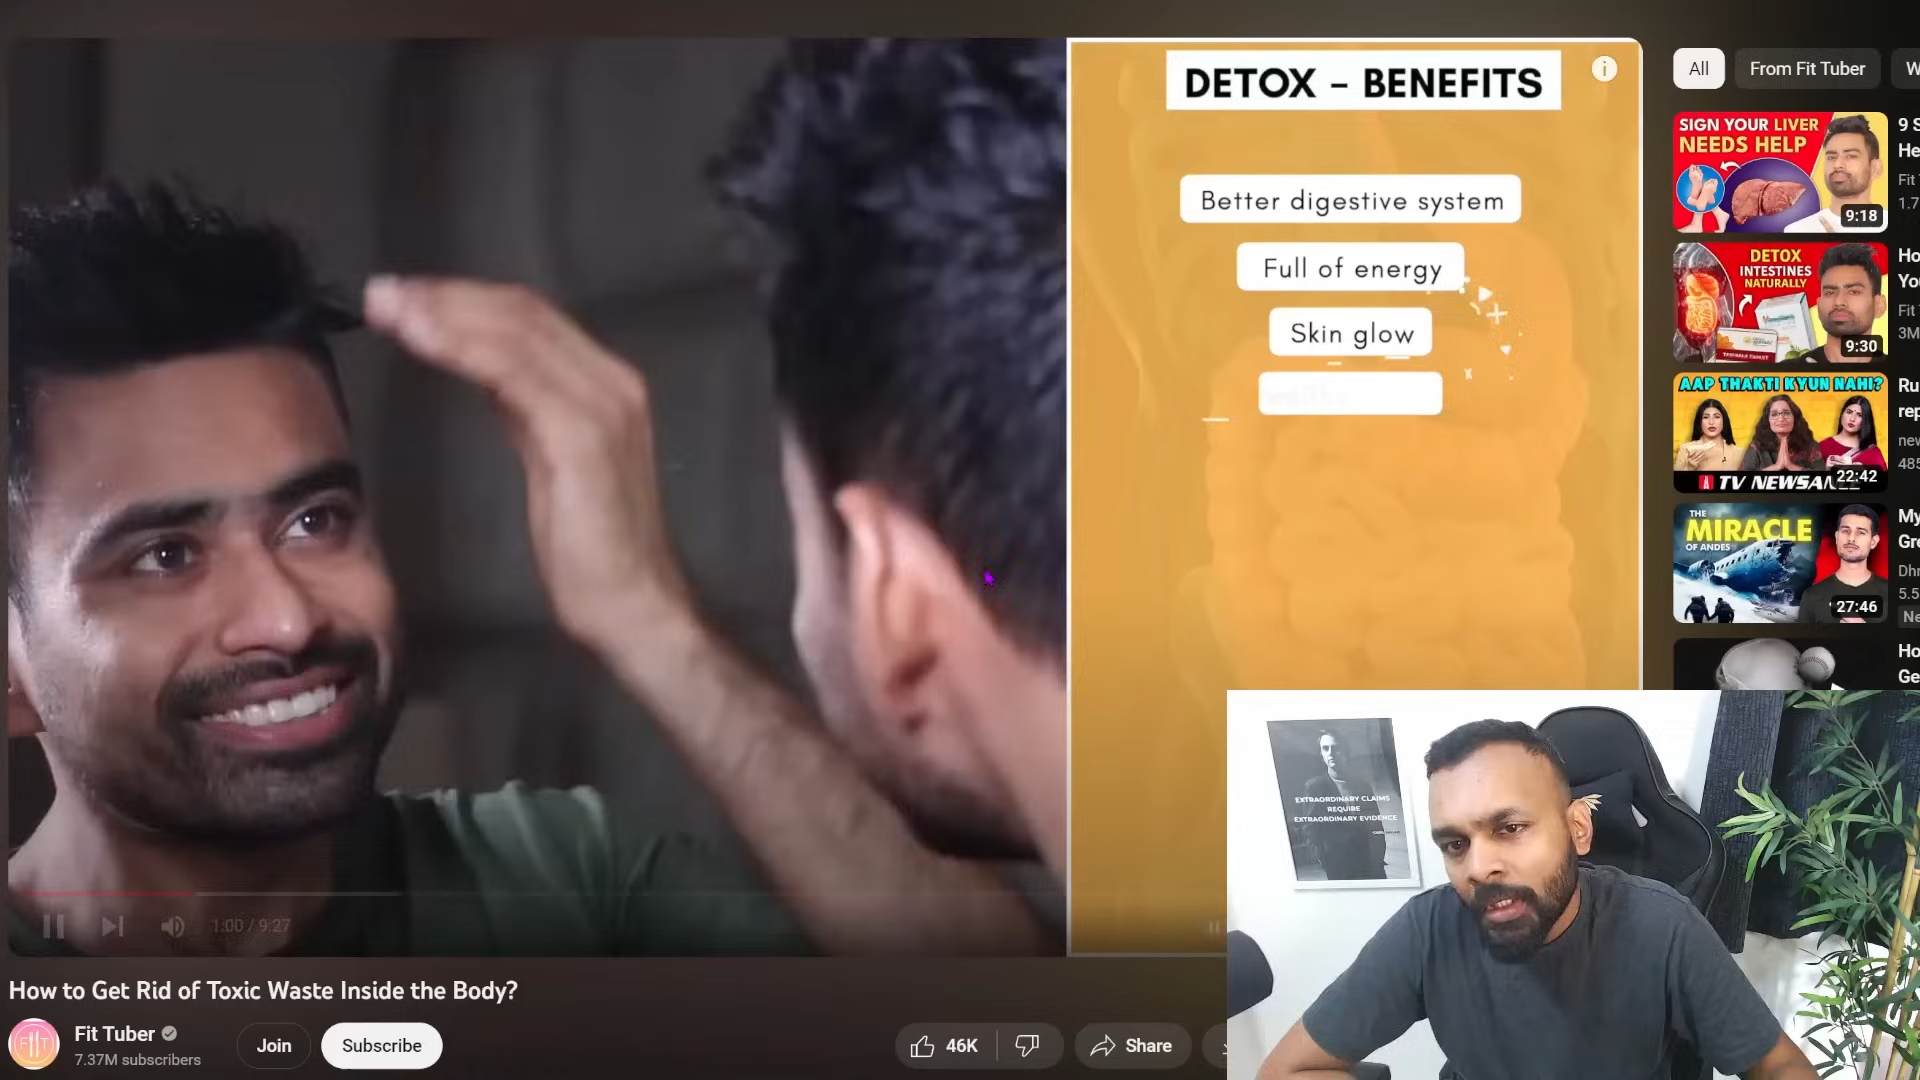 DETOX – BENEFITS
Better digestive system
Full of energy
Skin glow
1:00 / 9:27
How to Get Rid of Toxic Waste Inside the Body?
Fit Tuber
7.37M subscribers
Join
Subscribe
46K
Share
All
From Fit Tuber
SIGN YOUR LIVER
NEEDS HELP
9:18
DETOX
INTESTINES
NATURALLY
9:30
AAP THAKTI KYUN NAHI?
TV NEWSANCE
22:42
THE
MIRACLE
OF ANDES
27:46
EXTRAORDINARY CLAIMS
REQUIRE
EXTRAORDINARY EVIDENCE